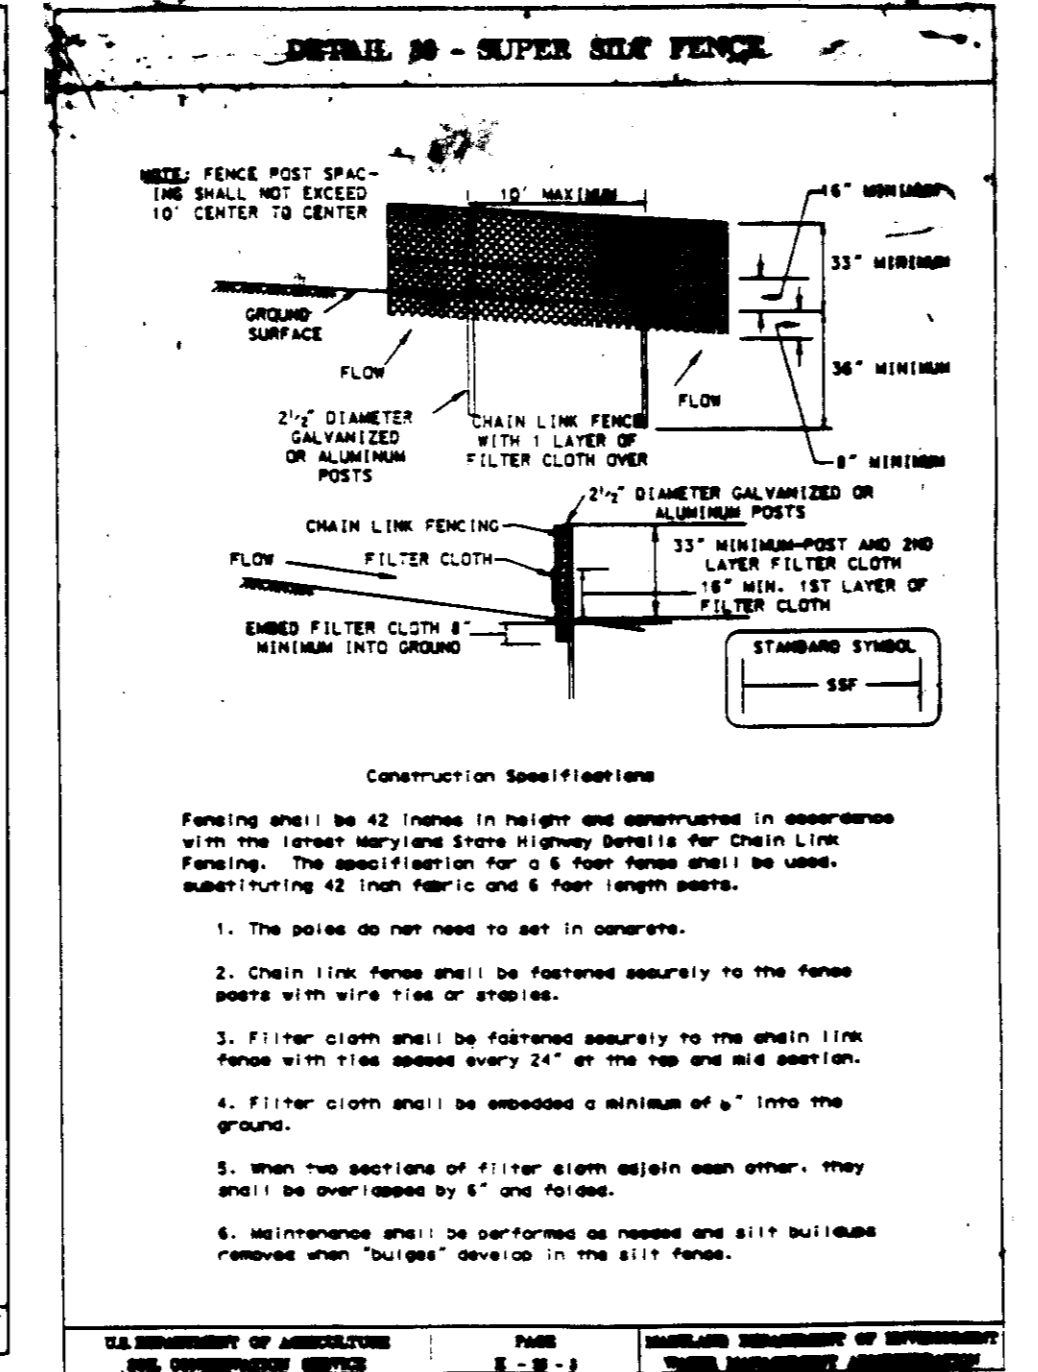 DETAIL 30 - SUPER SILT FENCE
NOTE: FENCE POST SPAC-
ING SHALL NOT EXCEED
10' CENTER TO CENTER
10' MAXIMUM
16" MINIMUM
33" MINIMUM
GROUND
SURFACE
FLOW
36" MINIMUM
FLOW
2 1/2" DIAMETER
GALVANIZED
OR ALUMINUM
POSTS
CHAIN LINK FENCE
WITH 1 LAYER OF
FILTER CLOTH OVER
8" MINIMUM
2 1/2" DIAMETER GALVANIZED OR
ALUMINUM POSTS
CHAIN LINK FENCING
FLOW
FILTER CLOTH
33" MINIMUM POST AND 2ND
LAYER FILTER CLOTH
16" MIN. 1ST LAYER OF
FILTER CLOTH
EMBED FILTER CLOTH 8"
MINIMUM INTO GROUND
STANDARD SYMBOL
SSF
Construction Specifications
Fencing shall be 42 inches in height and constructed in accordance
with the latest Maryland State Highway Details for Chain Link
Fencing. The specification for a 6 foot fence shall be used,
substituting 42 inch fabric and 6 foot length posts.
1. The poles do not need to set in concrete.
2. Chain link fence shall be fastened securely to the fence
posts with wire ties or staples.
3. Filter cloth shall be fastened securely to the chain link
fence with ties spaced every 24" at the top and mid section.
4. Filter cloth shall be embedded a minimum of into the
ground.
5. When two sections of filter cloth adjoin each other, they
shall be overlapped by 6" and folded.
6. Maintenance shall be performed as needed and silt buildups
removed when "bulges" develop in the silt fence.
U.S. DEPARTMENT OF AGRICULTURE
SOIL CONSERVATION SERVICE
PAGE
MARYLAND DEPARTMENT OF ENVIRONMENT
WATER MANAGEMENT ADMINISTRATION